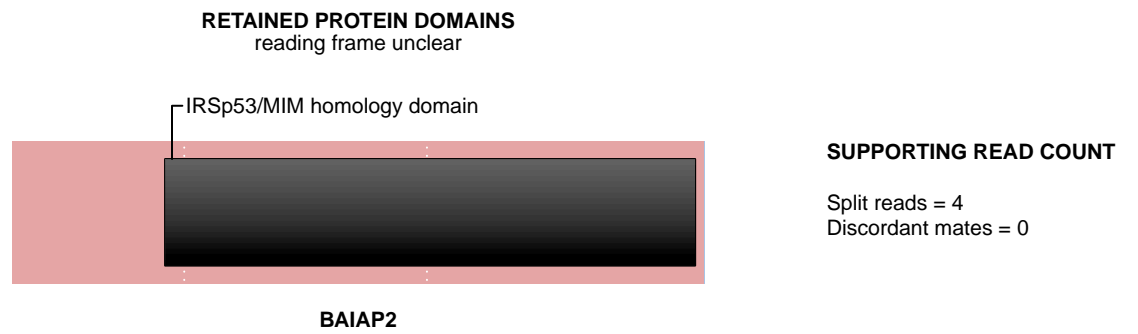 RETAINED PROTEIN DOMAINS
reading frame unclear
IRSp53/MIM homology domain
SUPPORTING READ COUNT
Split reads = 4
Discordant mates = 0
BAIAP2